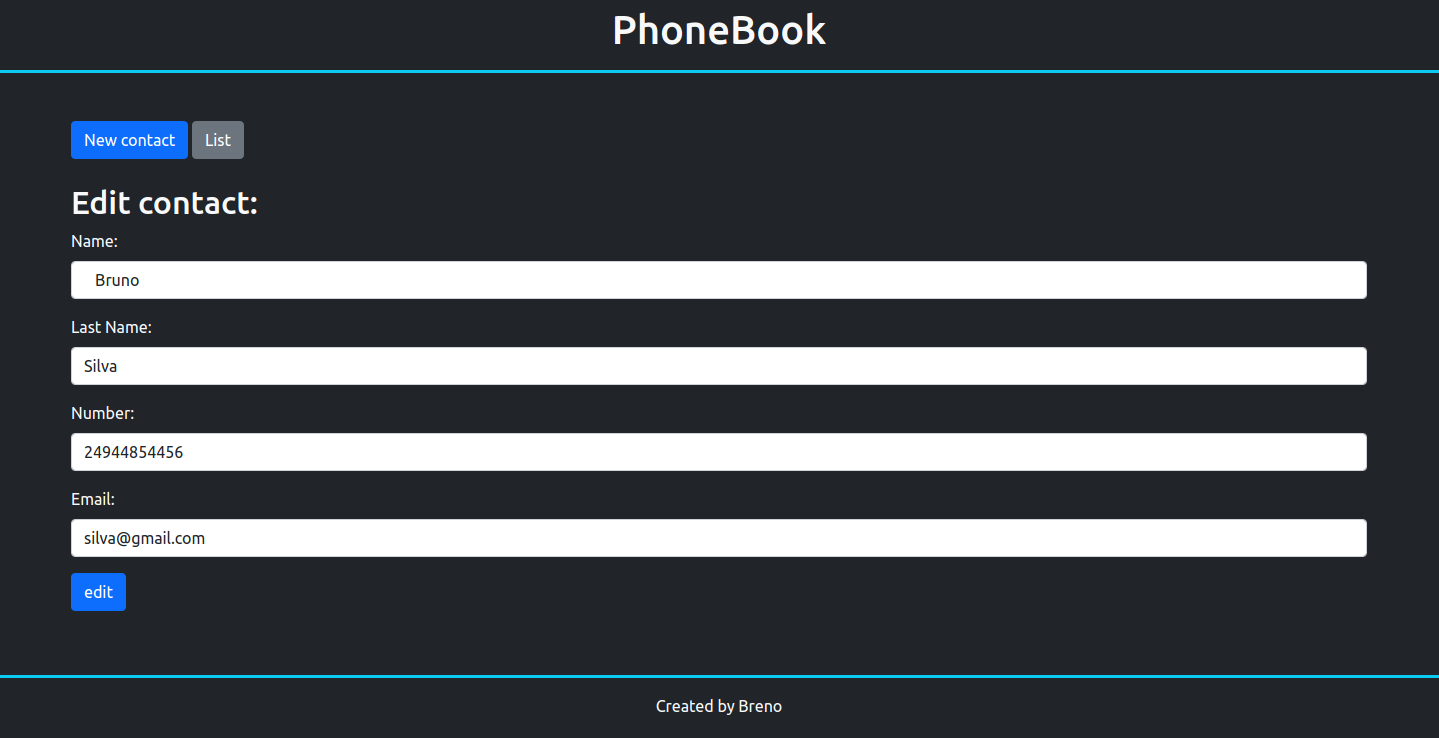 PhoneBook
New contact List
Edit contact:
Name:
Bruno
Last Name:
Silva
Number:
24944854456
Email:
silva@gmail.com
edit
Created by Breno